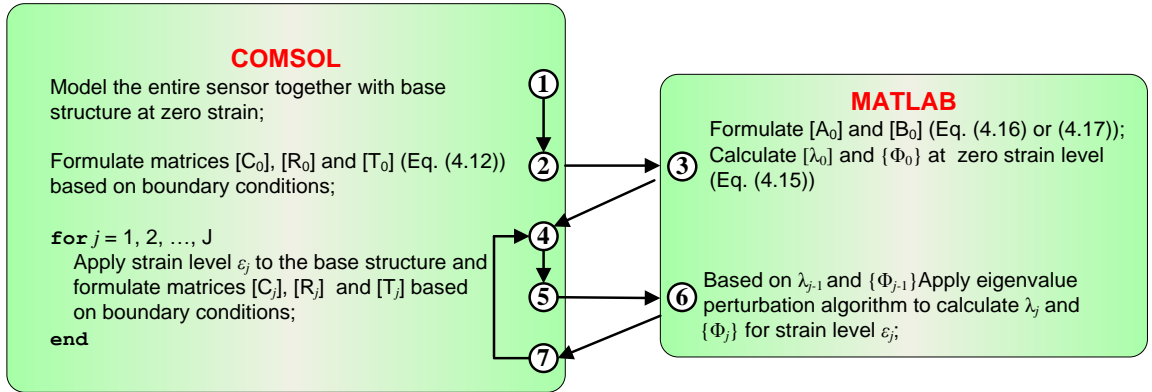 COMSOL
Model the entire sensor together with base
structure at zero strain;
Formulate matrices [C0], [R0] and [T0] (Eq. (4.12))
based on boundary conditions;
for j = 1, 2, …, J
Apply strain level εj to the base structure and
formulate matrices [Cj], [Rj] and [Tj] based
on boundary conditions;
end
1
2
4
5
7
MATLAB
3
Formulate [A0] and [B0] (Eq. (4.16) or (4.17));
Calculate [λ0] and {Φ0} at zero strain level
(Eq. (4.15))
6
Based on λj-1 and {Φj-1}Apply eigenvalue
perturbation algorithm to calculate λj and
{Φj} for strain level εj;